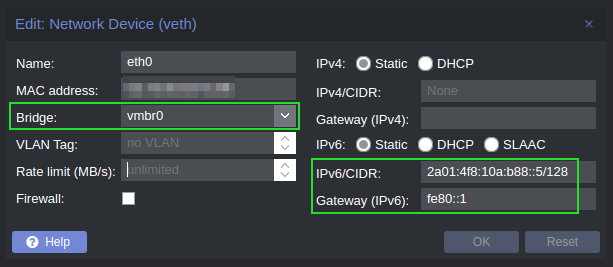 Edit: Network Device (veth)
Name: eth0
MAC address:
Bridge: vmbr0
VLAN Tag: no VLAN
Rate limit (MB/s): unlimited
Firewall:
IPv4: Static DHCP
IPv4/CIDR: None
Gateway (IPv4):
IPv6: Static DHCP SLAAC
IPv6/CIDR: 2a01:4f8:10a:b88::5/128
Gateway (IPv6): fe80::1
? Help
OK
Reset